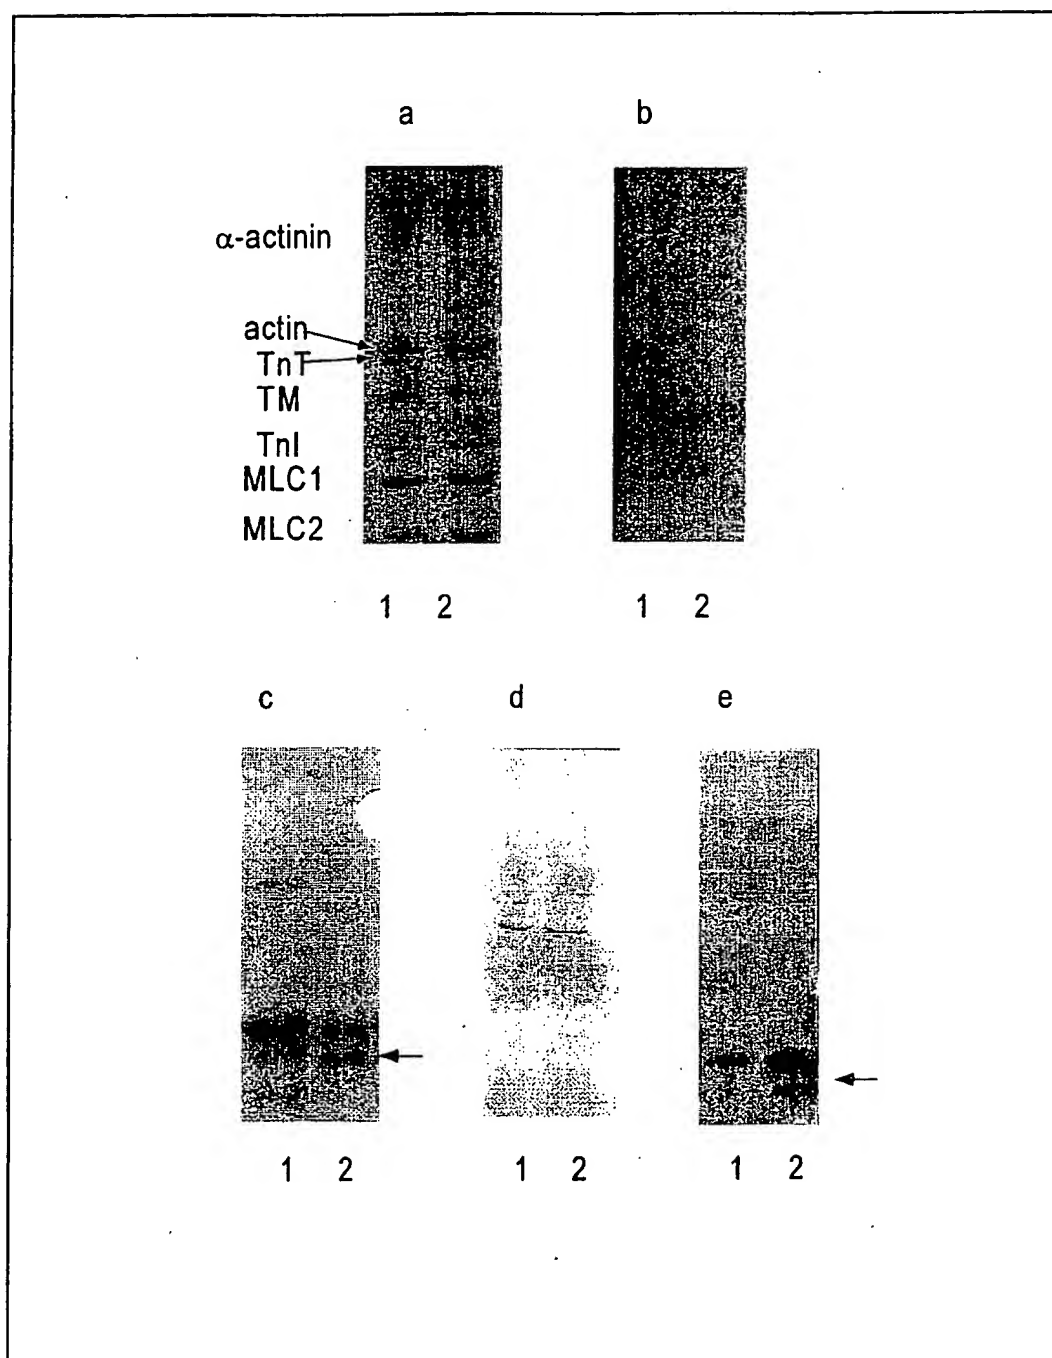 a b
α-actinin
actin
TnT
TM
TnI
MLC1
MLC2
1 2 1 2
c d e
1 2 1 2 1 2